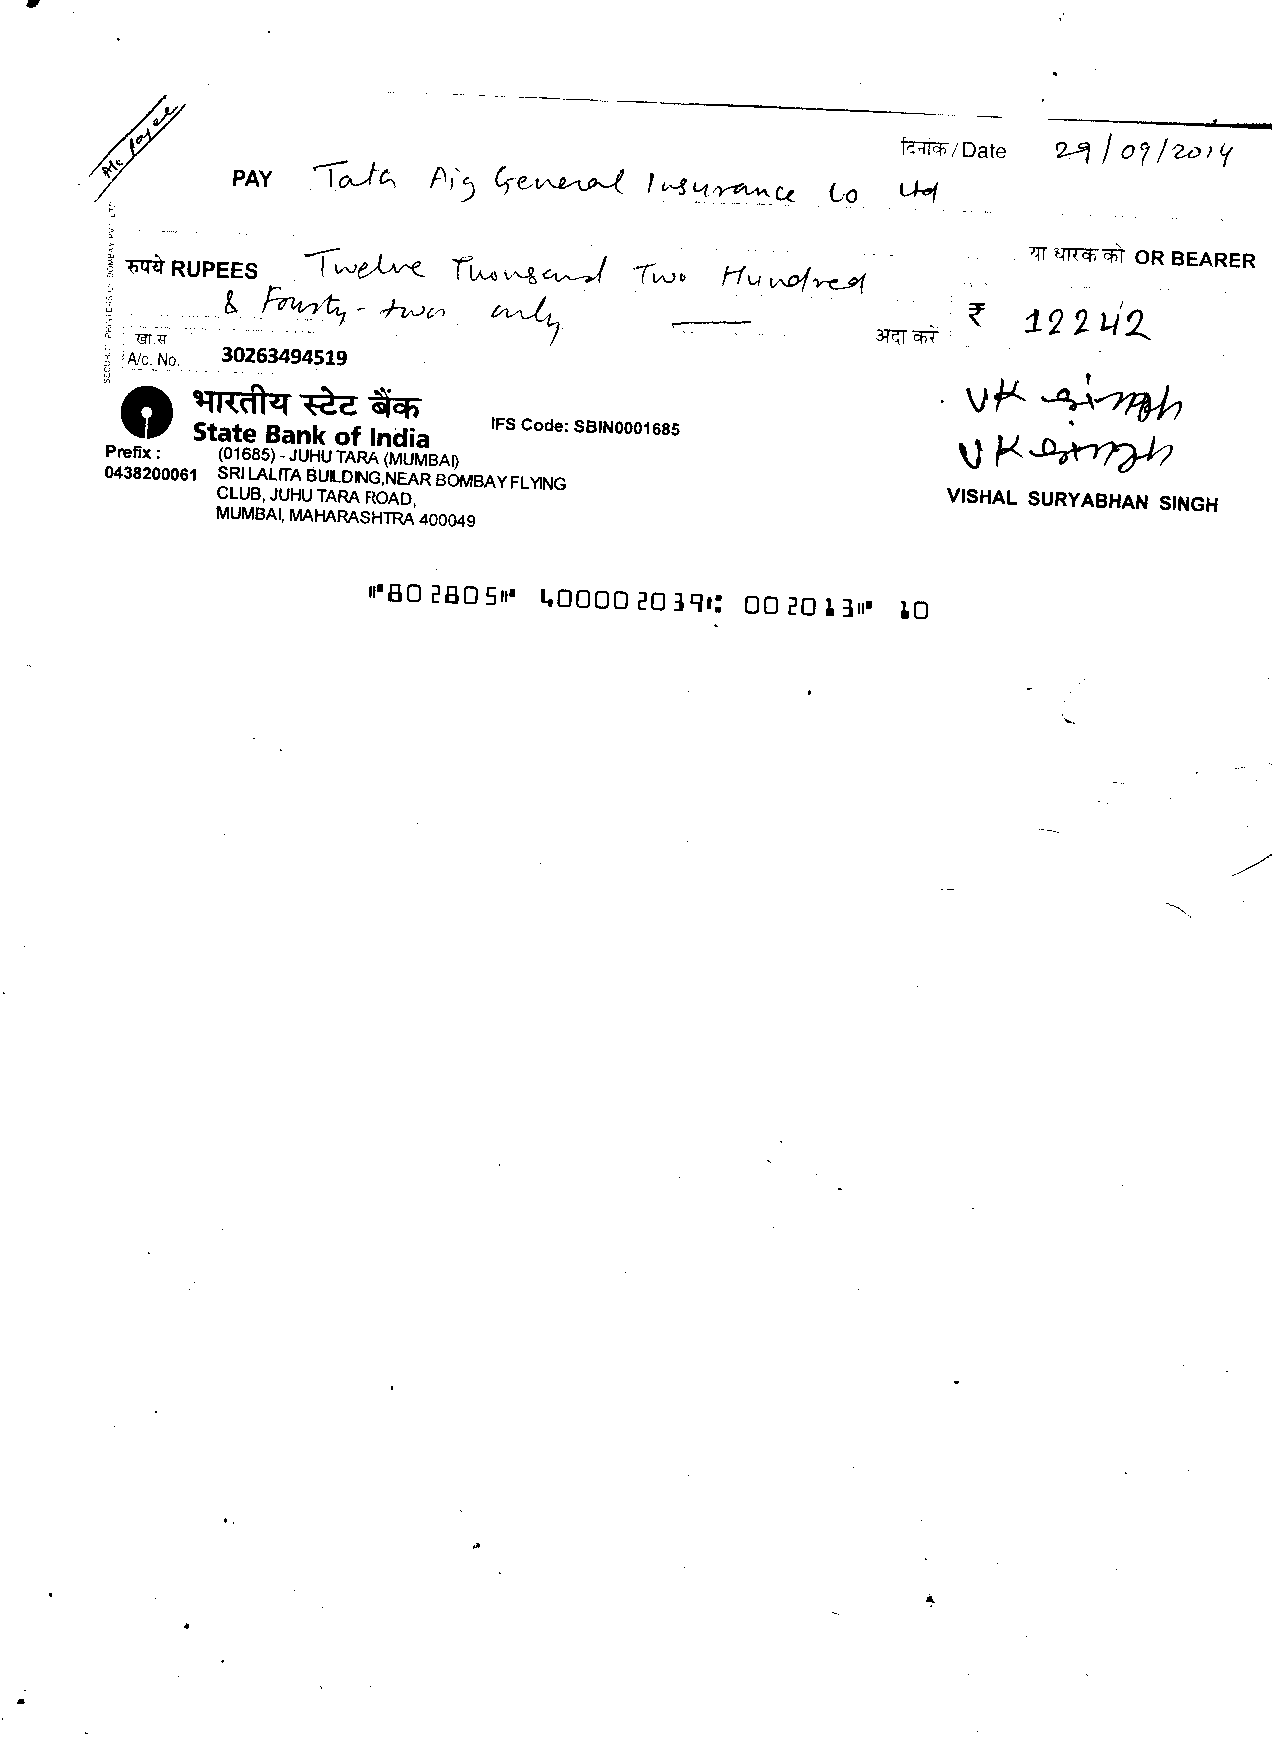 A/c payee
दिनांक / Date 29/09/2014
PAY Tata Aig General Insurance Co Ltd
या धारक को OR BEARER
रुपये RUPEES Twelve Thousand Two Hundred
& Fourty-two only
अदा करें ₹ 12242
खा.स
A/c. No. 30263494519
भारतीय स्टेट बैंक
State Bank of India
IFS Code: SBIN0001685
VK Singh
VK Singh
Prefix : (01685) - JUHU TARA (MUMBAI)
0438200061 SRI LALITA BUILDING,NEAR BOMBAY FLYING
CLUB, JUHU TARA ROAD,
MUMBAI, MAHARASHTRA 400049
VISHAL SURYABHAN SINGH
⑈802805⑈ 400002039⑆ 002013⑈ 10